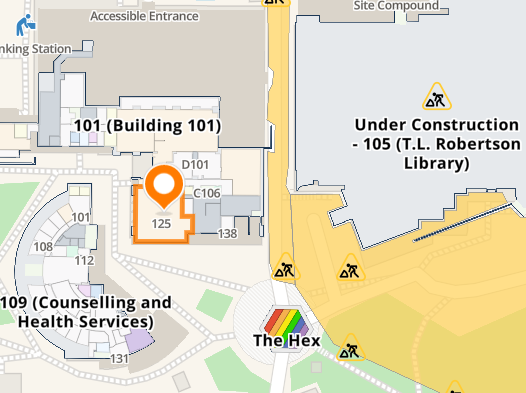 Accessible Entrance
Site Compound
nking Station
101 (Building 101)
Under Construction
- 105 (T.L. Robertson
Library)
D101
C106
125
138
101
108
112
109 (Counselling and
Health Services)
131
The Hex